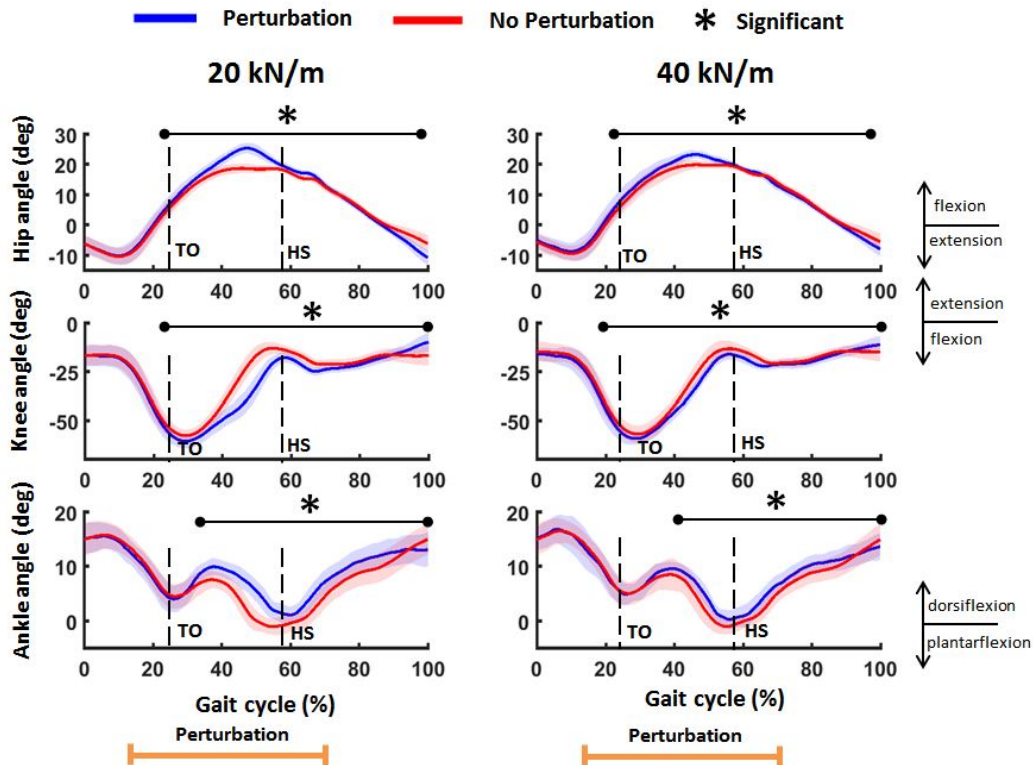 Perturbation No Perturbation * Significant
20 kN/m 40 kN/m
Hip angle (deg)
30
20
10
0
-10
*
TO
HS
0 20 40 60 80 100
30
20
10
0
-10
*
TO
HS
0 20 40 60 80 100
flexion
extension
Knee angle (deg)
0
-25
-50
*
TO
HS
0 20 40 60 80 100
0
-25
-50
*
TO
HS
0 20 40 60 80 100
extension
flexion
Ankle angle (deg)
20
10
0
*
TO
HS
0 20 40 60 80 100
Gait cycle (%)
Perturbation
20
10
0
*
TO
HS
0 20 40 60 80 100
Gait cycle (%)
Perturbation
dorsiflexion
plantarflexion